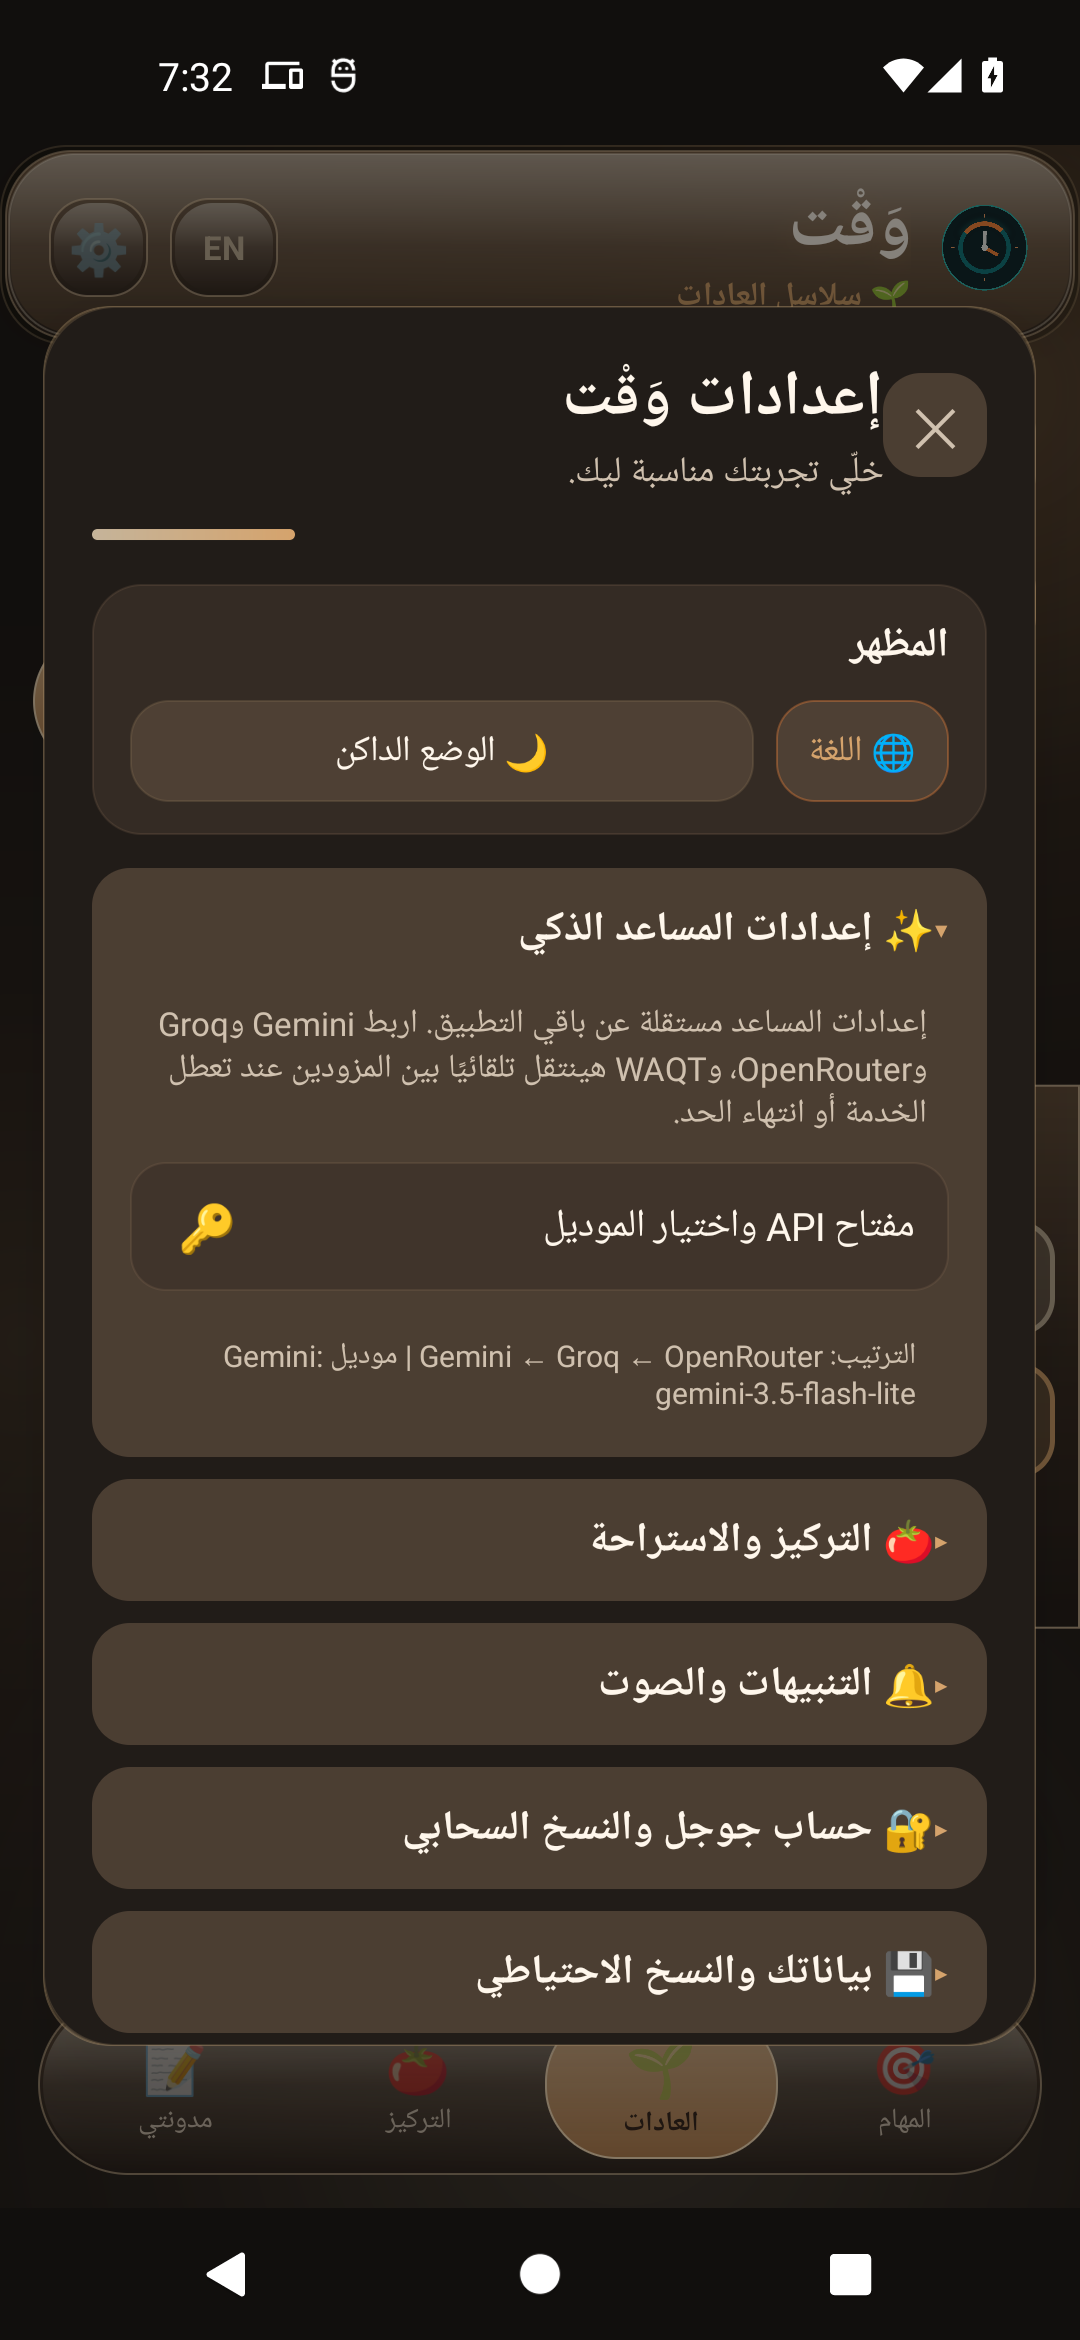 7:32
وَقْت
EN
سلاسل العادات
إعدادات وَقْت
خلّي تجربتك مناسبة ليك.
المظهر
اللغة
الوضع الداكن
إعدادات المساعد الذكي
إعدادات المساعد مستقلة عن باقي التطبيق. اربط Gemini وGroq
وOpenRouter، وWAQT هينتقل تلقائيًا بين المزودين عند تعطل
الخدمة أو انتهاء الحد.
مفتاح API واختيار الموديل
الترتيب: Gemini ← Groq ← OpenRouter | موديل Gemini:
gemini-3.5-flash-lite
التركيز والاستراحة
التنبيهات والصوت
حساب جوجل والنسخ السحابي
بياناتك والنسخ الاحتياطي
المهام
العادات
التركيز
مدونتي